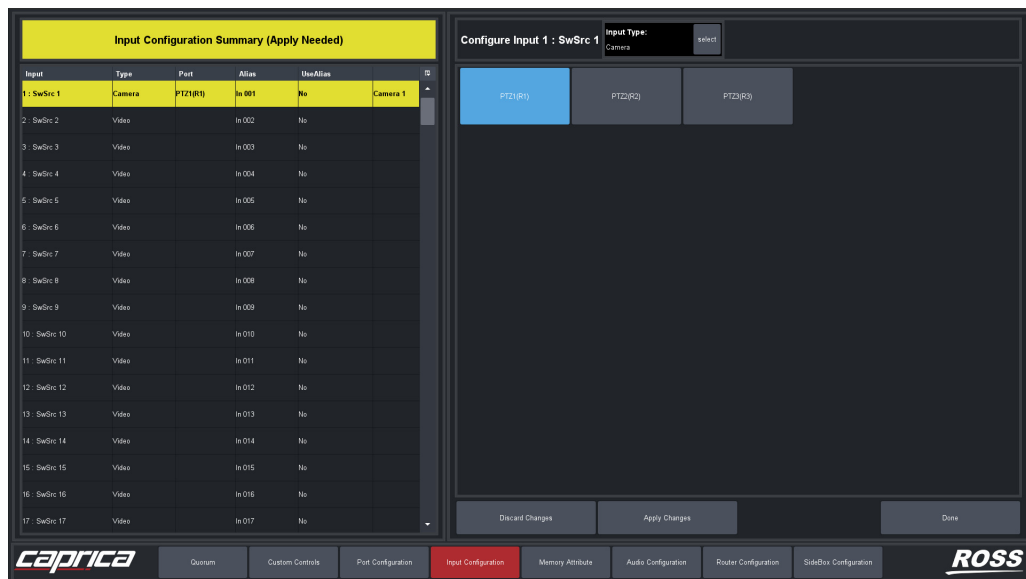 Input Configuration Summary (Apply Needed)
Input Type Port Alias UseAlias
1 : SwSrc 1 Camera PTZ1(R1) In 001 No Camera 1
2 : SwSrc 2 Video In 002 No
3 : SwSrc 3 Video In 003 No
4 : SwSrc 4 Video In 004 No
5 : SwSrc 5 Video In 005 No
6 : SwSrc 6 Video In 006 No
7 : SwSrc 7 Video In 007 No
8 : SwSrc 8 Video In 008 No
9 : SwSrc 9 Video In 009 No
10 : SwSrc 10 Video In 010 No
11 : SwSrc 11 Video In 011 No
12 : SwSrc 12 Video In 012 No
13 : SwSrc 13 Video In 013 No
14 : SwSrc 14 Video In 014 No
15 : SwSrc 15 Video In 015 No
16 : SwSrc 16 Video In 016 No
17 : SwSrc 17 Video In 017 No
Configure Input 1 : SwSrc 1
Input Type:
Camera
select
PTZ1(R1) PTZ2(R2) PTZ3(R3)
Discard Changes Apply Changes Done
caprica Quorum Custom Controls Port Configuration Input Configuration Memory Attribute Audio Configuration Router Configuration SideBox Configuration ROSS